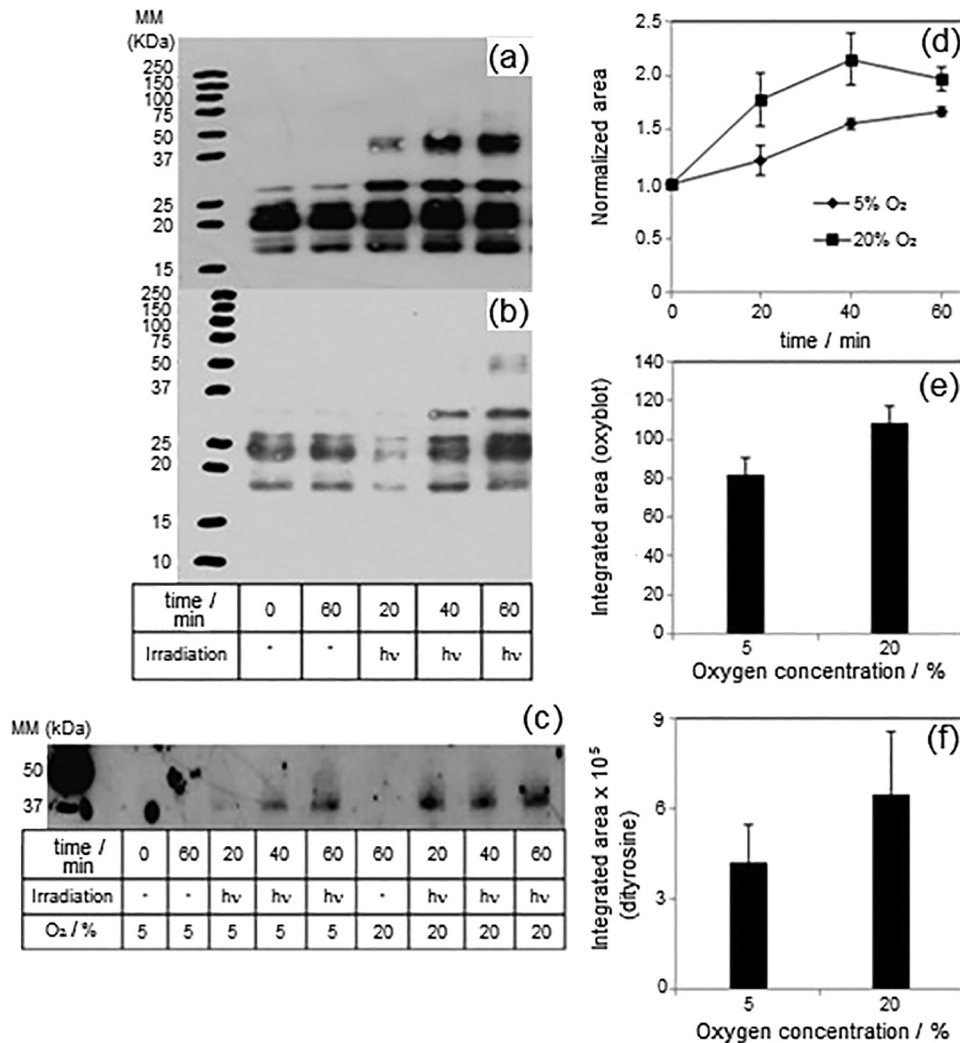 MM
(KDa)
(a)
250
150
100
75
50
37
25
20
15
(b)
250
150
100
75
50
37
25
20
15
10
time / min 0 60 20 40 60
Irradiation - - hν hν hν
(c)
MM (kDa)
50
37
time / min 0 60 20 40 60 60 20 40 60
Irradiation - - hν hν hν - hν hν hν
O₂ / % 5 5 5 5 5 20 20 20 20
(d)
Normalized area
2.5
2.0
1.5
1.0
0.5
0
5% O₂
20% O₂
0 20 40 60
time / min
(e)
Integrated area (oxyblot)
140
120
100
80
60
40
20
0
5 20
Oxygen concentration / %
(f)
Integrated area x 10⁵
(dityrosine)
9
6
3
0
5 20
Oxygen concentration / %